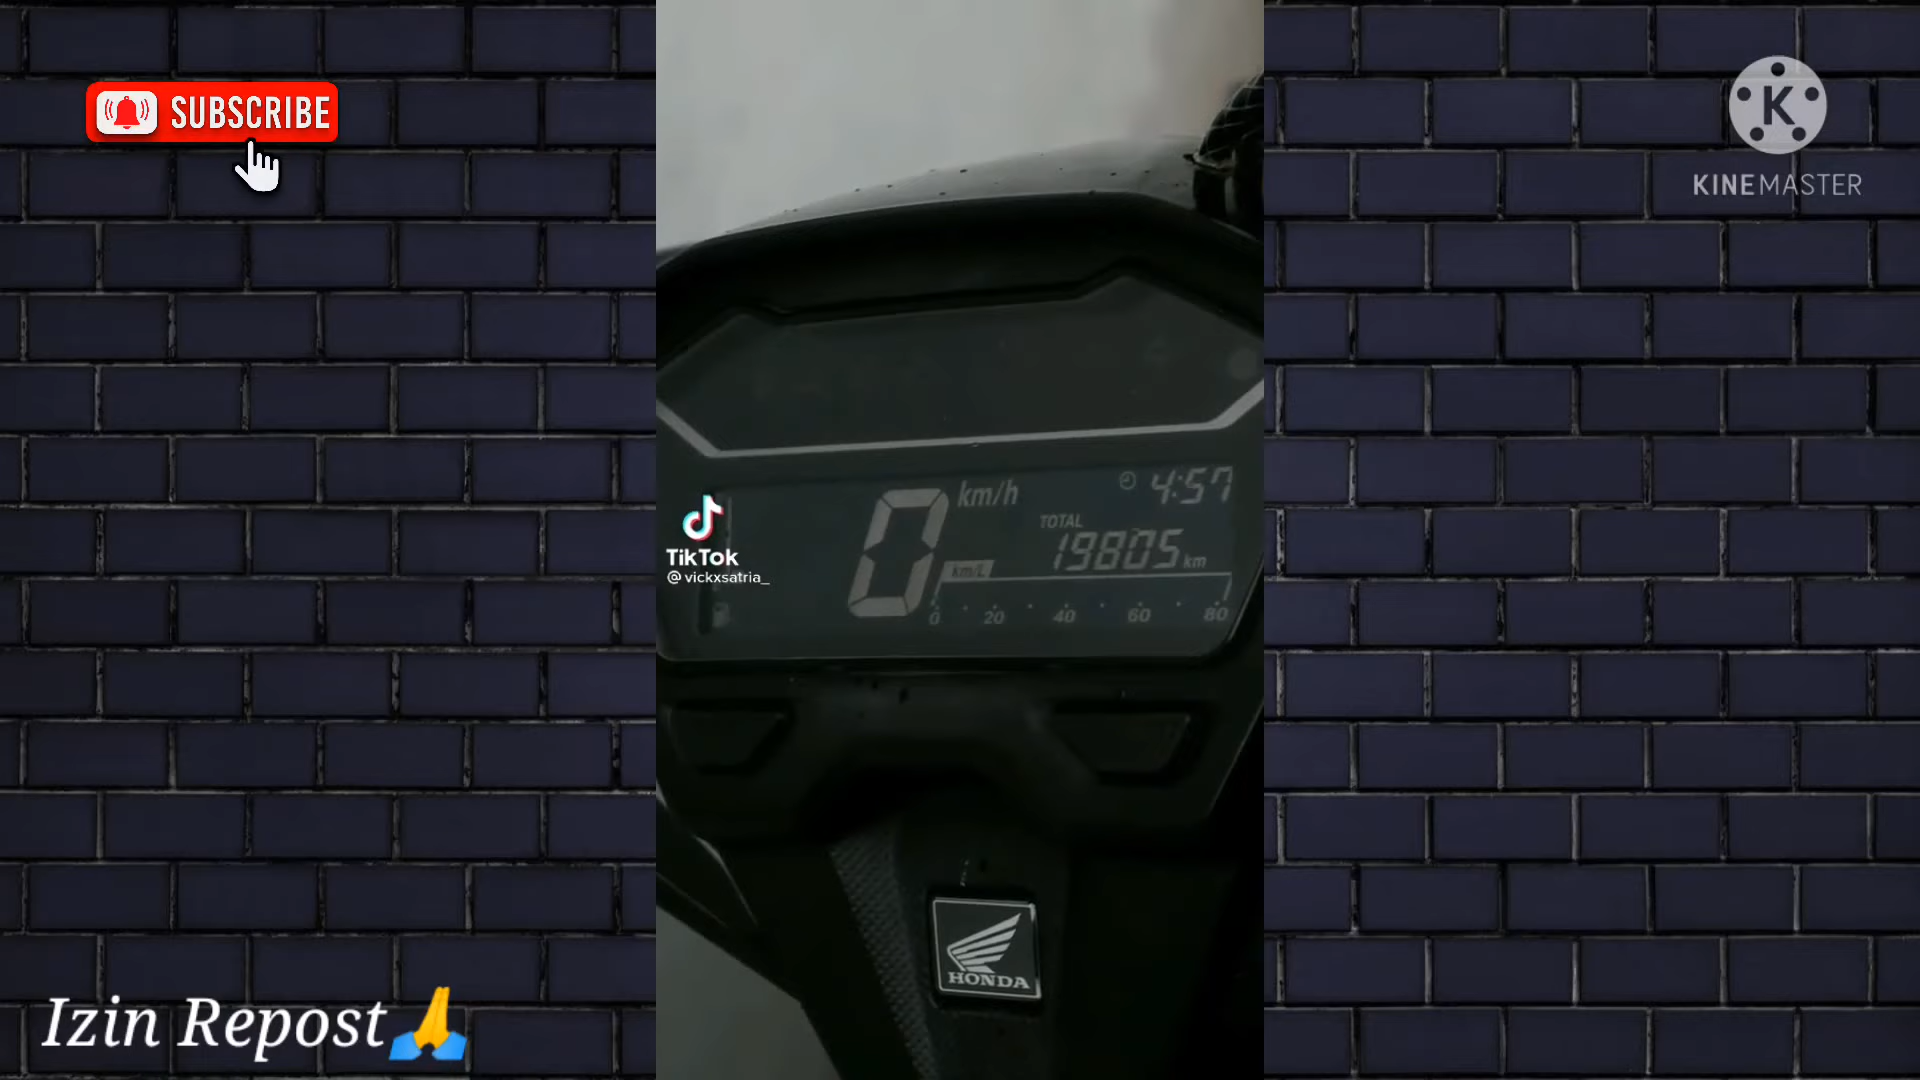 SUBSCRIBE
K
KINEMASTER
km/h
4:57
TOTAL
19805 km
0
km/L
0 20 40 60 80
TikTok
@vickxsatria_
HONDA
Izin Repost🙏